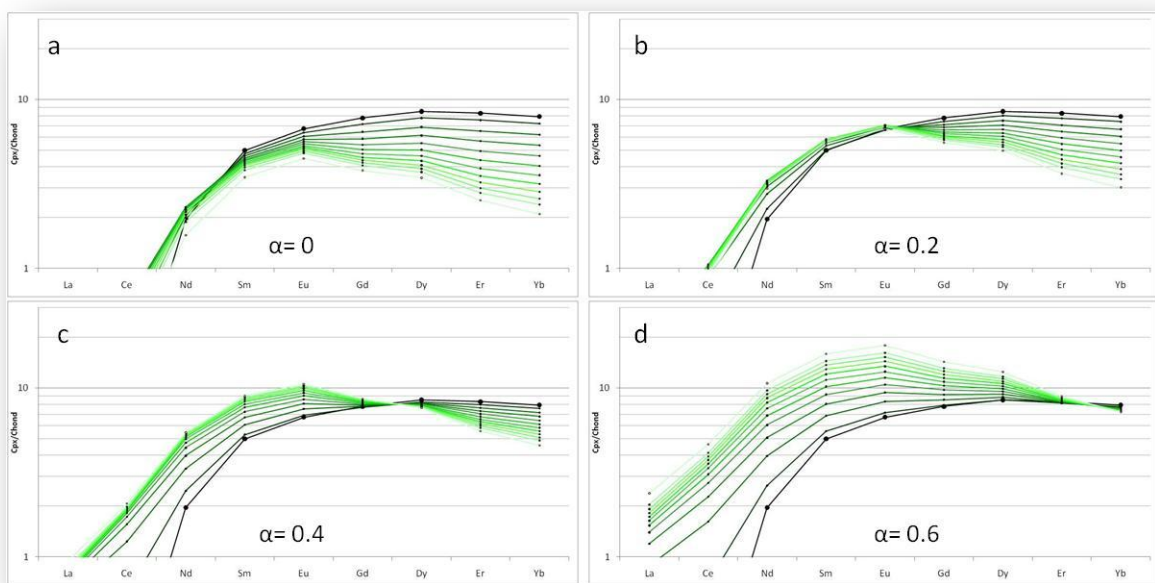 a
10
Cpx/Chond
1
La Ce Nd Sm Eu Gd Dy Er Yb
α= 0
b
10
Cpx/Chond
1
La Ce Nd Sm Eu Gd Dy Er Yb
α= 0.2
c
10
Cpx/Chond
1
La Ce Nd Sm Eu Gd Dy Er Yb
α= 0.4
d
10
Cpx/Chond
1
La Ce Nd Sm Eu Gd Dy Er Yb
α= 0.6